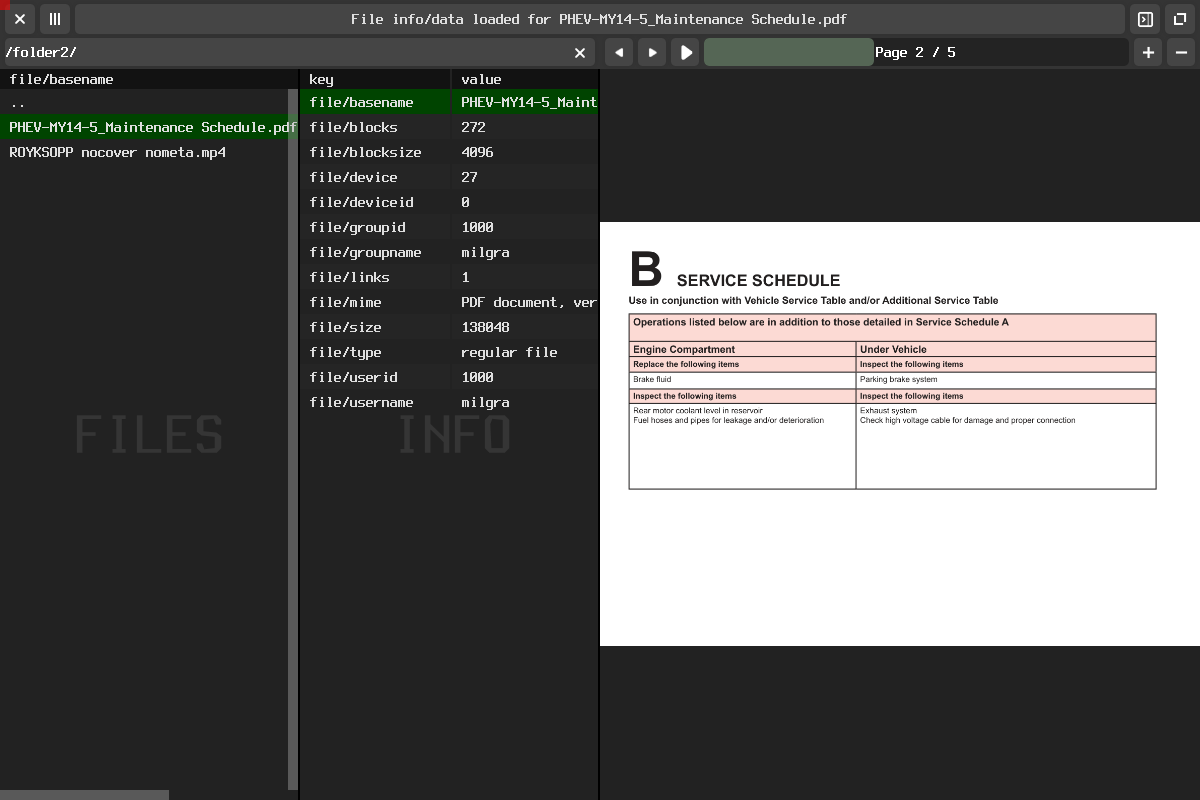 File info/data loaded for PHEV-MY14-5_Maintenance Schedule.pdf
/folder2/
Page 2 / 5
file/basename
..
PHEV-MY14-5_Maintenance Schedule.pdf
ROYKSOPP nocover nometa.mp4
FILES
key value
file/basename PHEV-MY14-5_Maint
file/blocks 272
file/blocksize 4096
file/device 27
file/deviceid 0
file/groupid 1000
file/groupname milgra
file/links 1
file/mime PDF document, ver
file/size 138048
file/type regular file
file/userid 1000
file/username milgra
INFO
B SERVICE SCHEDULE
Use in conjunction with Vehicle Service Table and/or Additional Service Table
Operations listed below are in addition to those detailed in Service Schedule A
Engine Compartment Under Vehicle
Replace the following items Inspect the following items
Brake fluid Parking brake system
Inspect the following items Inspect the following items
Rear motor coolant level in reservoir Exhaust system
Fuel hoses and pipes for leakage and/or deterioration Check high voltage cable for damage and proper connection